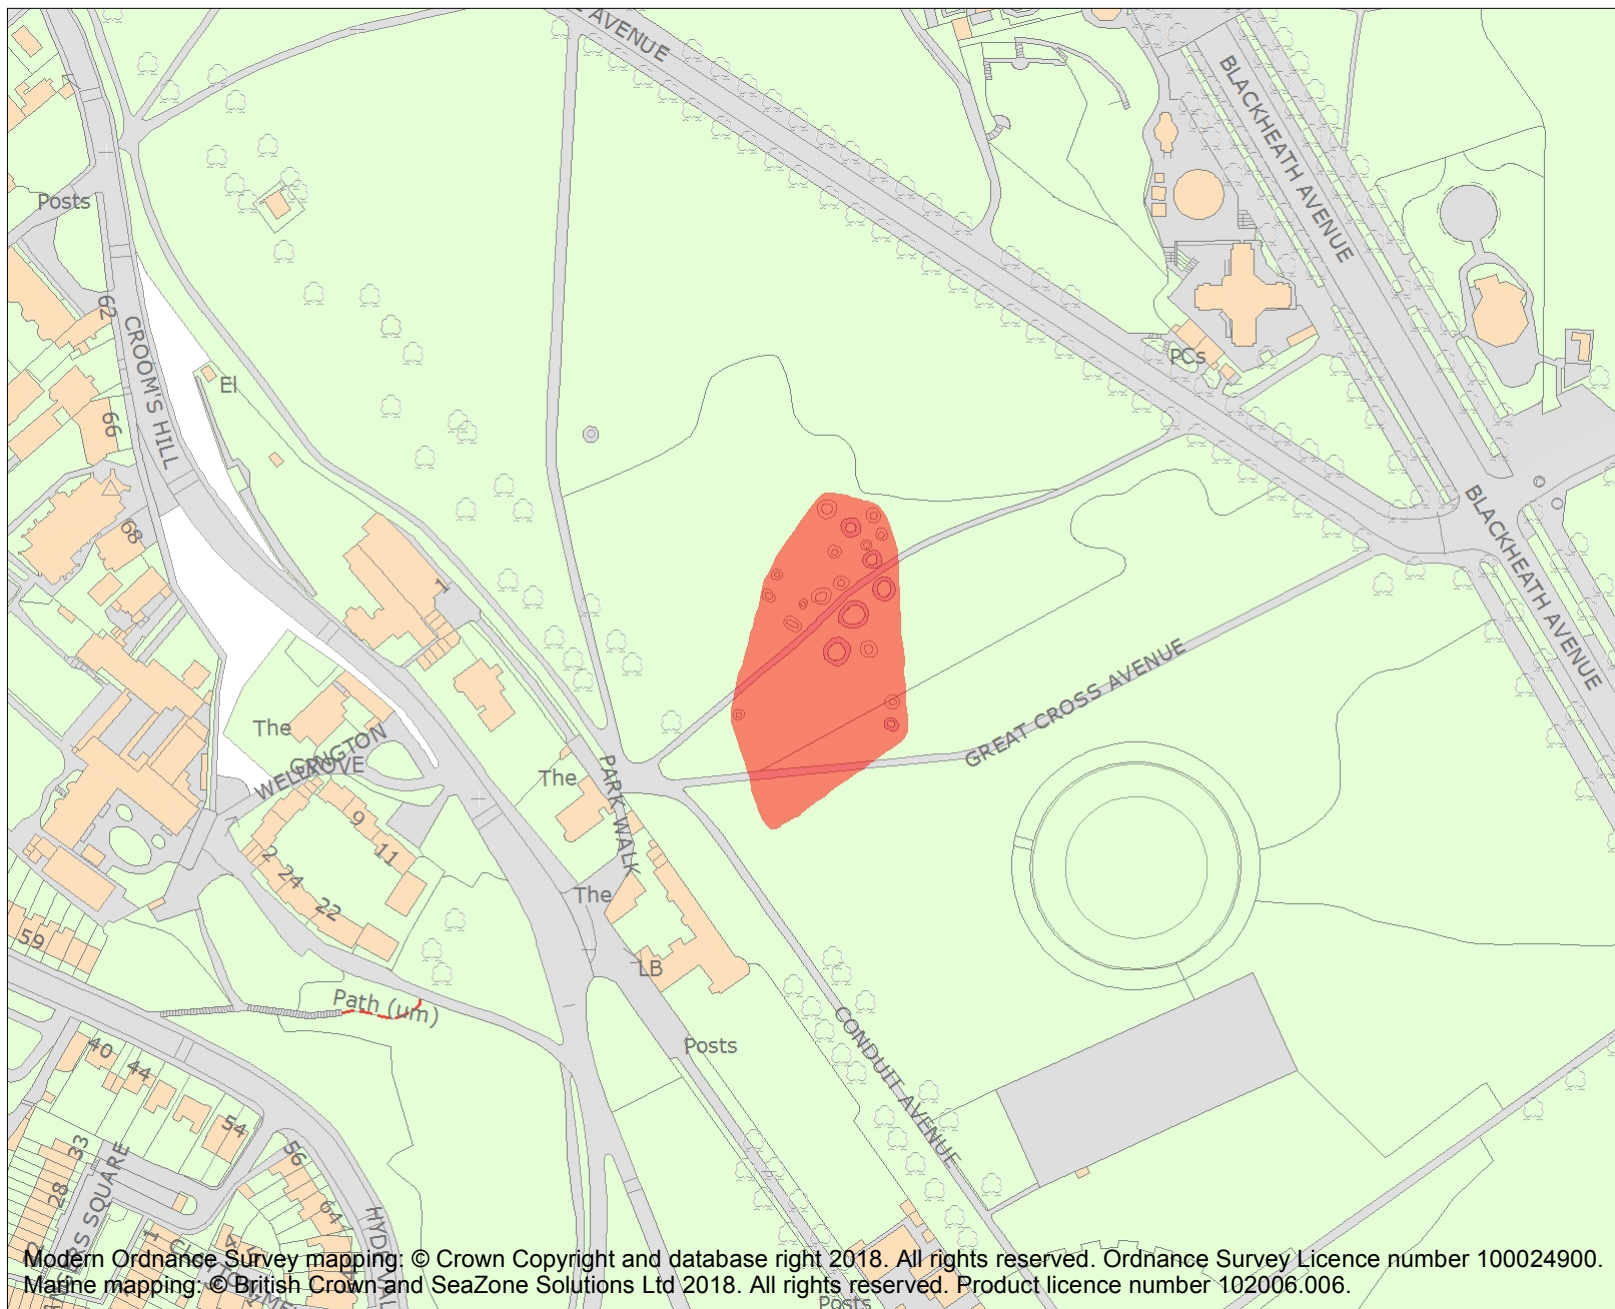 AVENUE
BLACKHEATH AVENUE
Posts
62
CROOM'S HILL
PCs
El
66
68
BLACKHEATH AVENUE
1
GREAT CROSS AVENUE
The
WELLINGTON
GROVE
The
PARK WALK
9
11
2
24
22
The
59
LB
Path (um)
CONDUIT AVENUE
Posts
40
44
54
33
56
28
SQUARE
64
HYDE
1
Modern Ordnance Survey mapping: © Crown Copyright and database right 2018. All rights reserved. Ordnance Survey Licence number 100024900.
Marine mapping: © British Crown and SeaZone Solutions Ltd 2018. All rights reserved. Product licence number 102006.006.
Posts